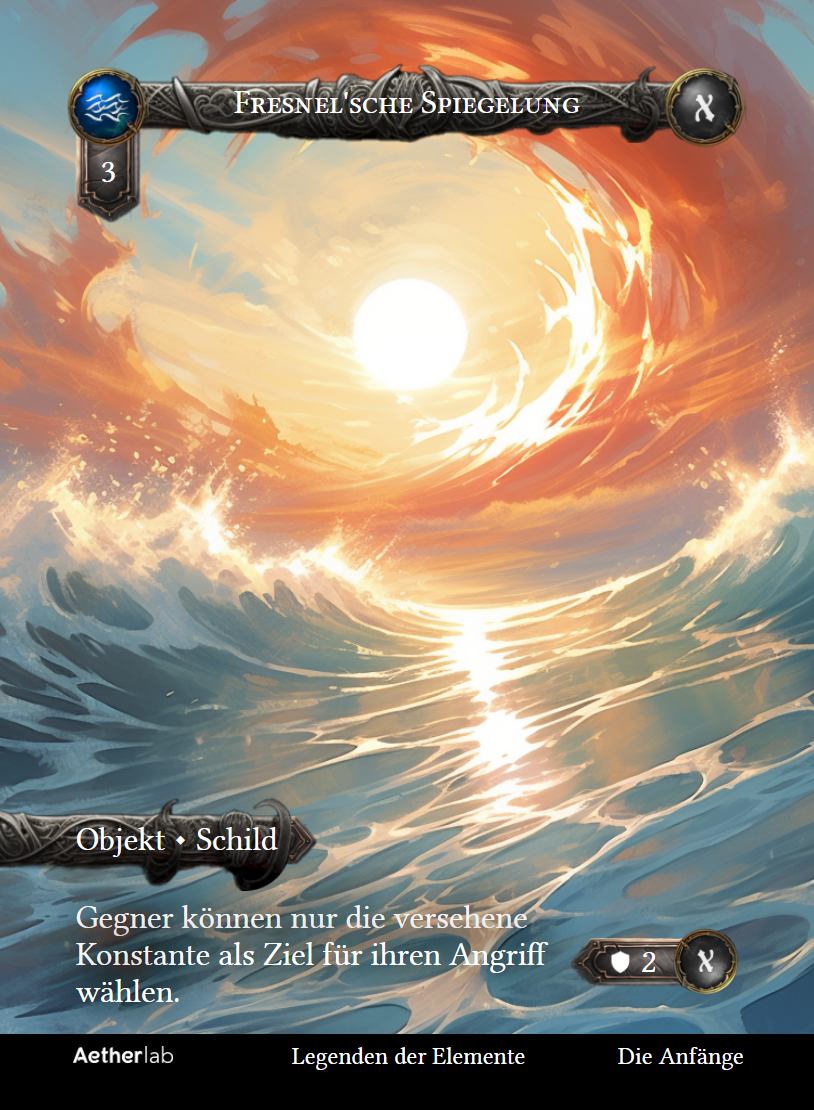 Fresnel'sche Spiegelung
א
3
Objekt • Schild
Gegner können nur die versehene
Konstante als Ziel für ihren Angriff
wählen.
2 א
Aetherlab Legenden der Elemente Die Anfänge